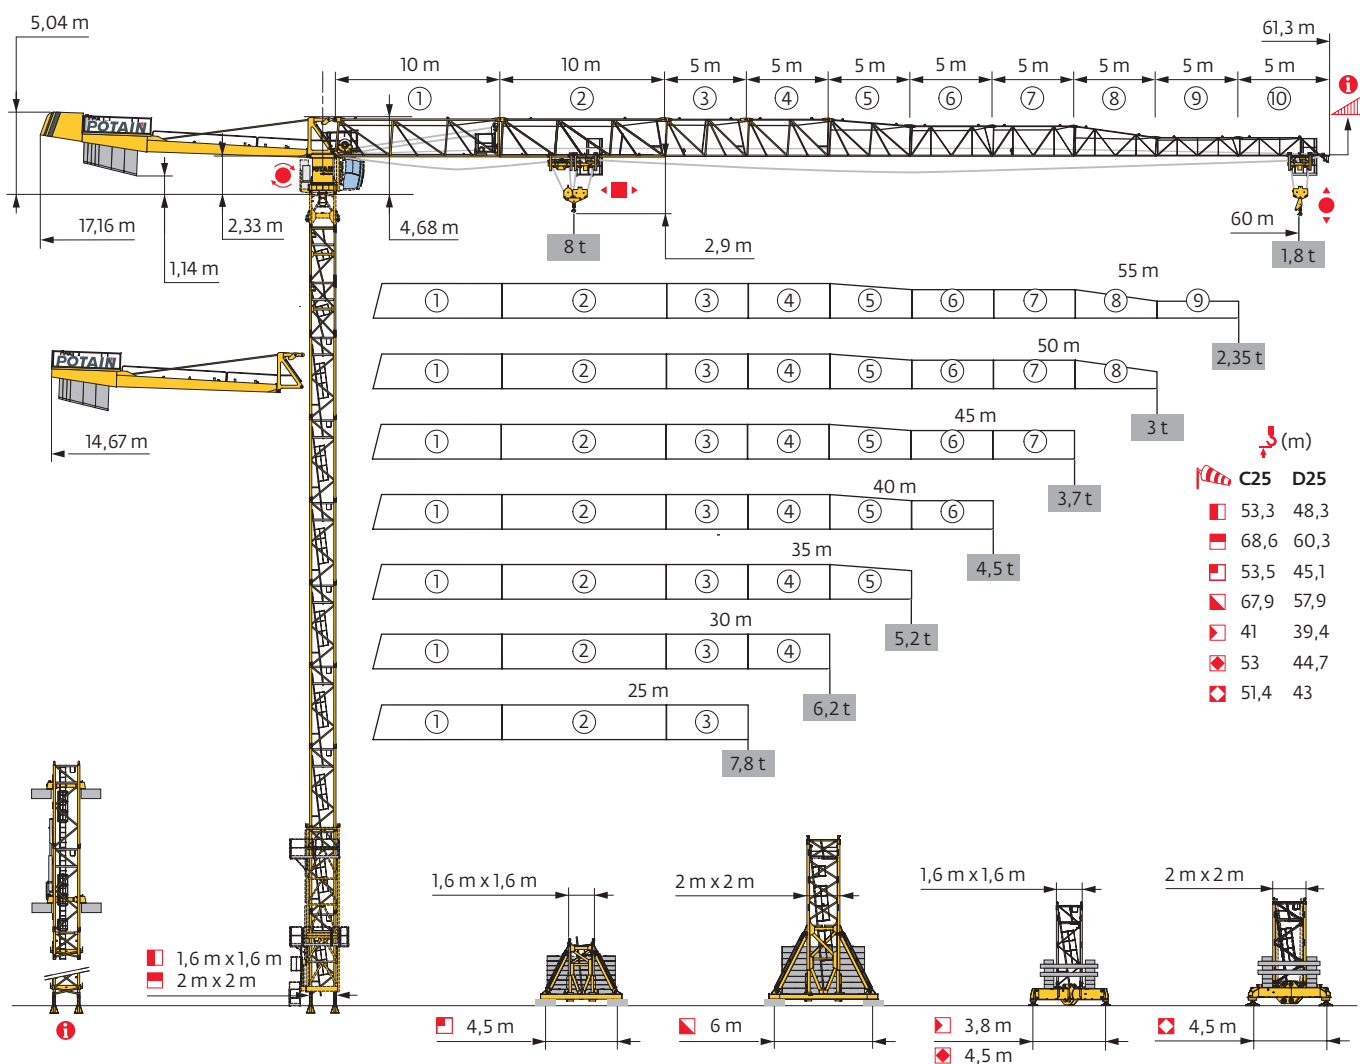 5,04 m
61,3 m
10 m 10 m 5 m 5 m 5 m 5 m 5 m 5 m 5 m 5 m
1 2 3 4 5 6 7 8 9 10
i
POTAIN
POTAIN
17,16 m
2,33 m
4,68 m
1,14 m
8 t
2,9 m
60 m
1,8 t
55 m
1 2 3 4 5 6 7 8 9
2,35 t
POTAIN
14,67 m
50 m
1 2 3 4 5 6 7 8
3 t
45 m
1 2 3 4 5 6 7
3,7 t
40 m
1 2 3 4 5 6
4,5 t
35 m
1 2 3 4 5
5,2 t
30 m
1 2 3 4
6,2 t
25 m
1 2 3
7,8 t
(m)
C25 D25
53,3 48,3
68,6 60,3
53,5 45,1
67,9 57,9
41 39,4
53 44,7
51,4 43
i
1,6 m x 1,6 m
2 m x 2 m
1,6 m x 1,6 m
4,5 m
2 m x 2 m
6 m
1,6 m x 1,6 m
3,8 m
4,5 m
2 m x 2 m
4,5 m